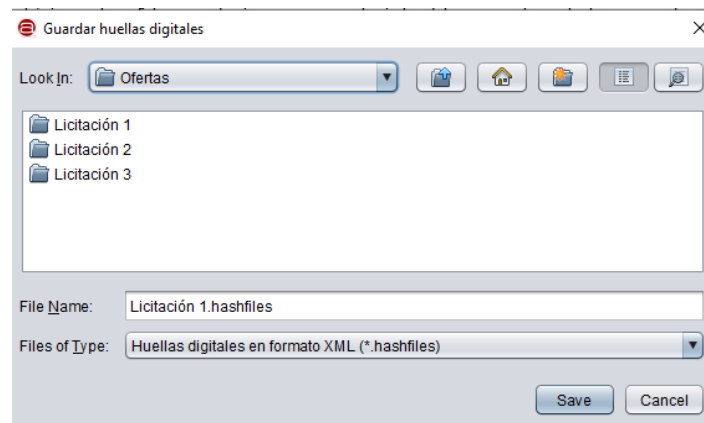 Guardar huellas digitales
Look In: Ofertas
Licitación 1
Licitación 2
Licitación 3
File Name: Licitación 1.hashfiles
Files of Type: Huellas digitales en formato XML (*.hashfiles)
Save Cancel